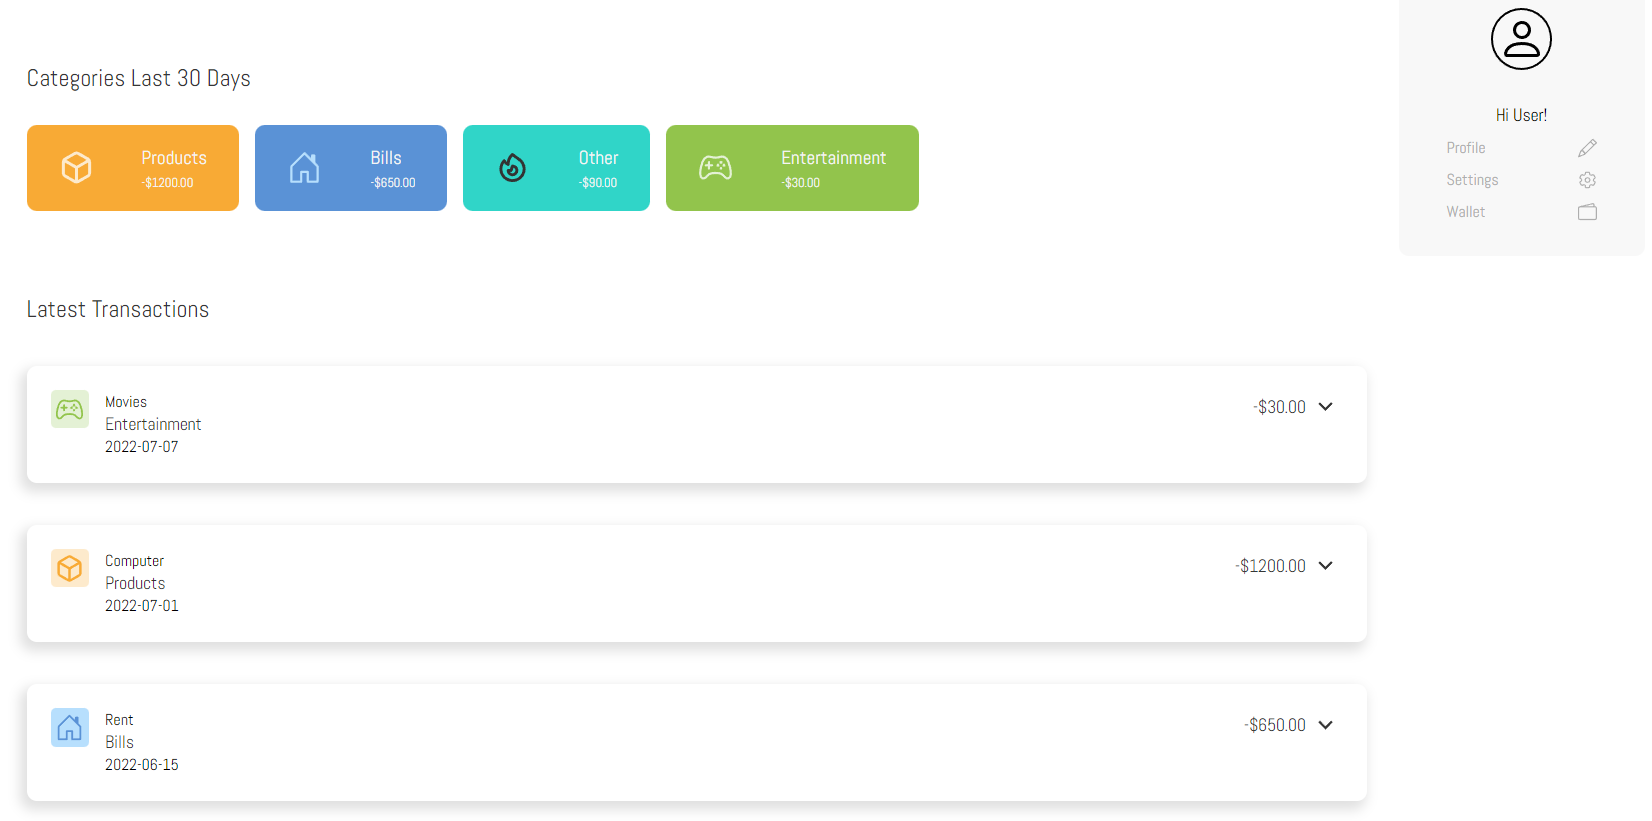 Categories Last 30 Days
Products
-$1200.00
Bills
-$650.00
Other
-$90.00
Entertainment
-$30.00
Hi User!
Profile
Settings
Wallet
Latest Transactions
Movies
Entertainment
2022-07-07
-$30.00
Computer
Products
2022-07-01
-$1200.00
Rent
Bills
2022-06-15
-$650.00